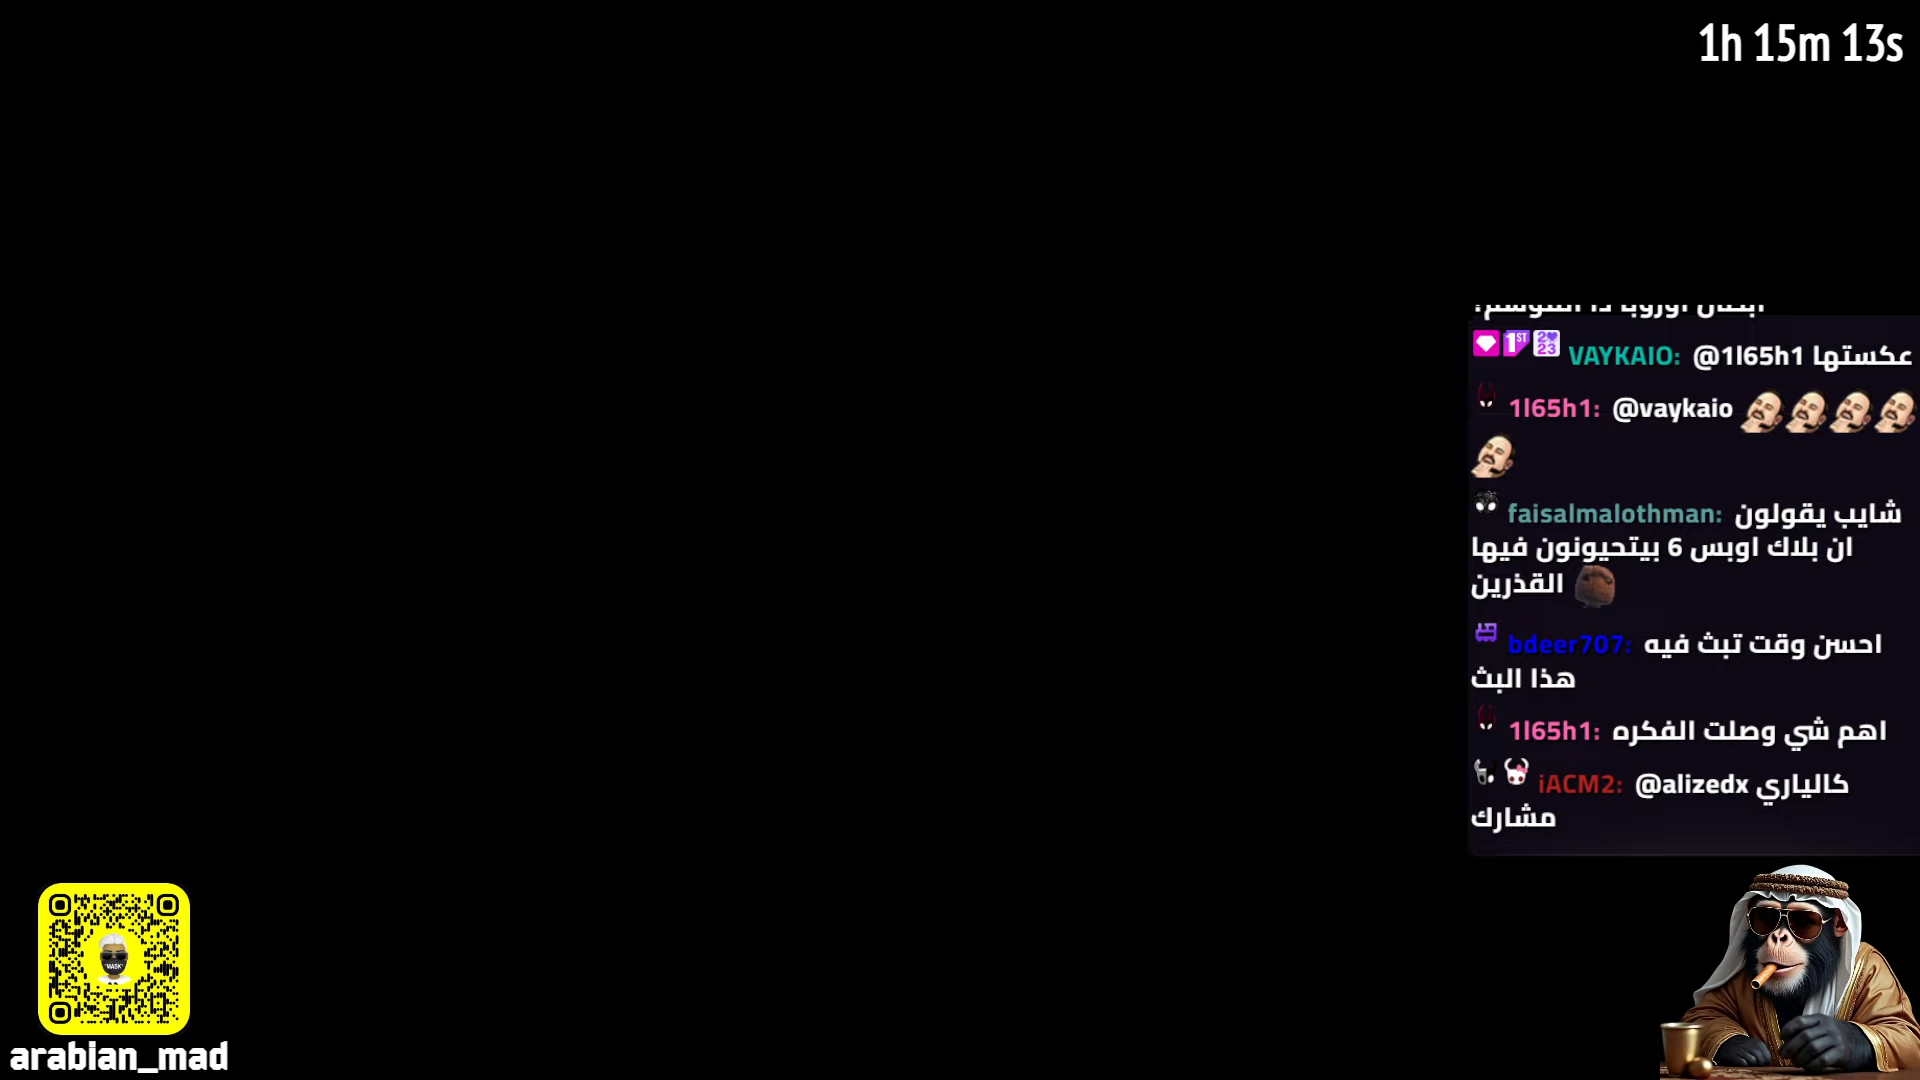 1h 15m 13s
VAYKAIO: @1l65h1 عكستها
1l65h1: @vaykaio
faisalmalothman: شايب يقولون
ان بلاك اوبس 6 بيتحيونون فيها
القذرين
bdeer707: احسن وقت تبث فيه
هذا البث
1l65h1: اهم شي وصلت الفكره
iACM2: @alizedx كالياري
مشارك
"MASK"
arabian_mad